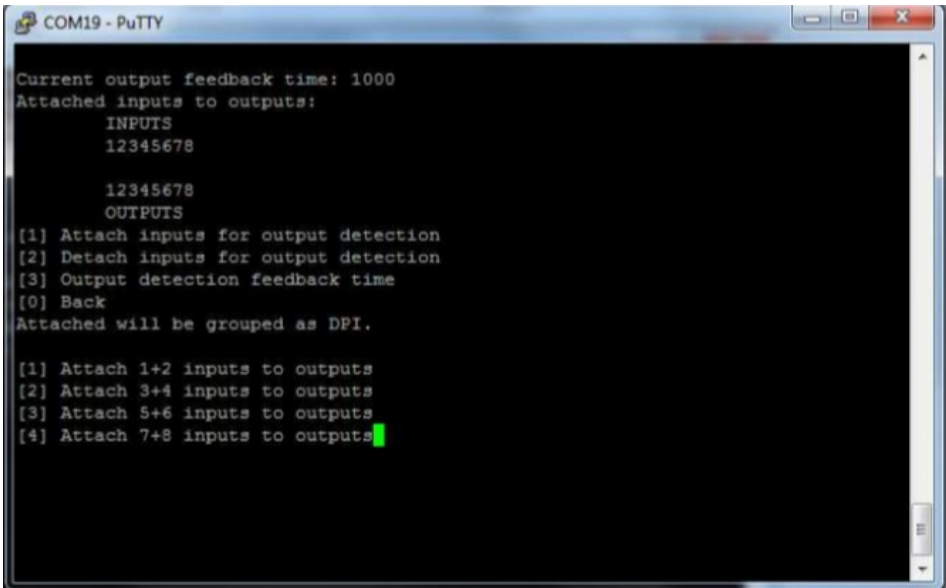 COM19 - PuTTY
Current output feedback time: 1000
Attached inputs to outputs:
INPUTS
12345678
12345678
OUTPUTS
[1] Attach inputs for output detection
[2] Detach inputs for output detection
[3] Output detection feedback time
[0] Back
Attached will be grouped as DPI.
[1] Attach 1+2 inputs to outputs
[2] Attach 3+4 inputs to outputs
[3] Attach 5+6 inputs to outputs
[4] Attach 7+8 inputs to outputs